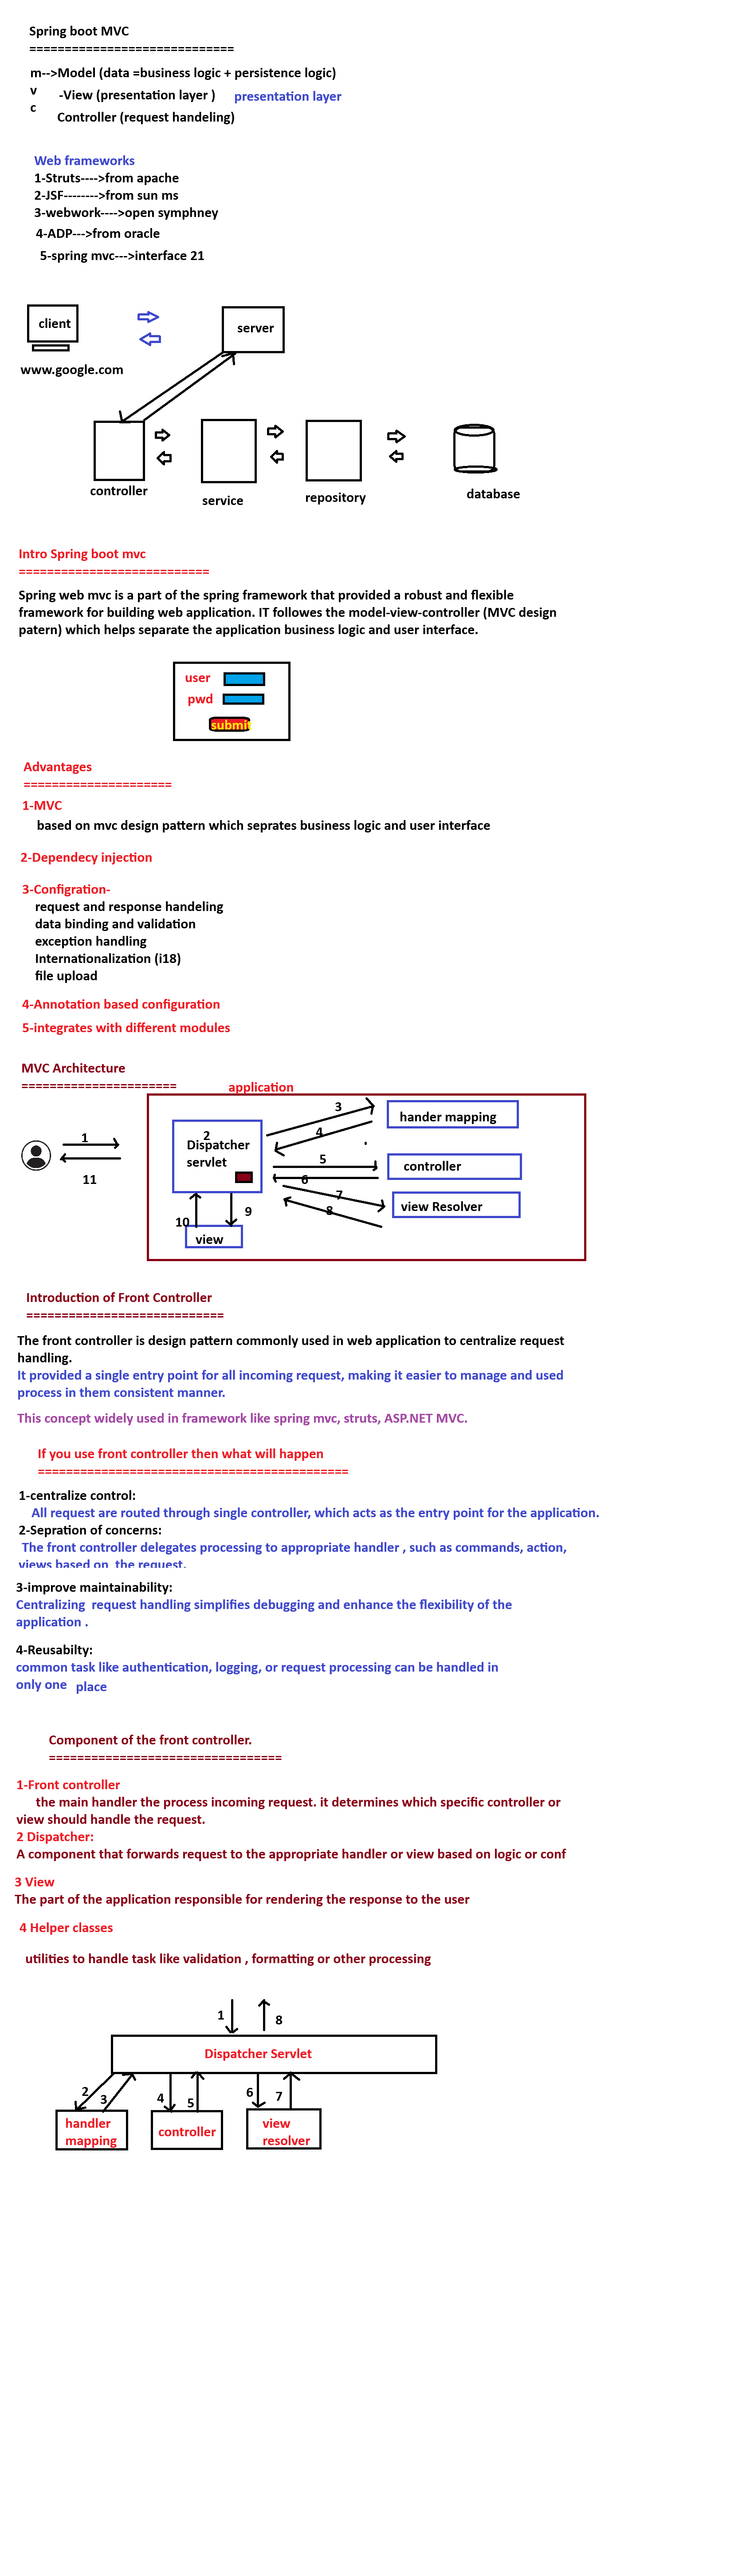 Spring boot MVC
=============================
m-->Model (data =business logic + persistence logic)
v -View (presentation layer ) presentation layer
c Controller (request handeling)
Web frameworks
1-Struts---->from apache
2-JSF-------->from sun ms
3-webwork---->open symphney
4-ADP--->from oracle
5-spring mvc--->interface 21
client
server
www.google.com
controller
service
repository
database
Intro Spring boot mvc
===========================
Spring web mvc is a part of the spring framework that provided a robust and flexible
framework for building web application. IT followes the model-view-controller (MVC design
patern) which helps separate the application business logic and user interface.
user
pwd
submit
Advantages
=====================
1-MVC
based on mvc design pattern which seprates business logic and user interface
2-Dependecy injection
3-Configration-
request and response handeling
data binding and validation
exception handling
Internationalization (i18)
file upload
4-Annotation based configuration
5-integrates with different modules
MVC Architecture
======================
application
3
hander mapping
1
2
4
Dispatcher
servlet
5
controller
6
11
7
view Resolver
8
10
9
view
Introduction of Front Controller
============================
The front controller is design pattern commonly used in web application to centralize request
handling.
It provided a single entry point for all incoming request, making it easier to manage and used
process in them consistent manner.
This concept widely used in framework like spring mvc, struts, ASP.NET MVC.
If you use front controller then what will happen
============================================
1-centralize control:
All request are routed through single controller, which acts as the entry point for the application.
2-Sepration of concerns:
The front controller delegates processing to appropriate handler , such as commands, action,
views based on the request.
3-improve maintainability:
Centralizing request handling simplifies debugging and enhance the flexibility of the
application .
4-Reusabilty:
common task like authentication, logging, or request processing can be handled in
only one place
Component of the front controller.
=================================
1-Front controller
the main handler the process incoming request. it determines which specific controller or
view should handle the request.
2 Dispatcher:
A component that forwards request to the appropriate handler or view based on logic or conf
3 View
The part of the application responsible for rendering the response to the user
4 Helper classes
utilities to handle task like validation , formatting or other processing
1
8
Dispatcher Servlet
2
3
4
5
6
7
handler
mapping
controller
view
resolver